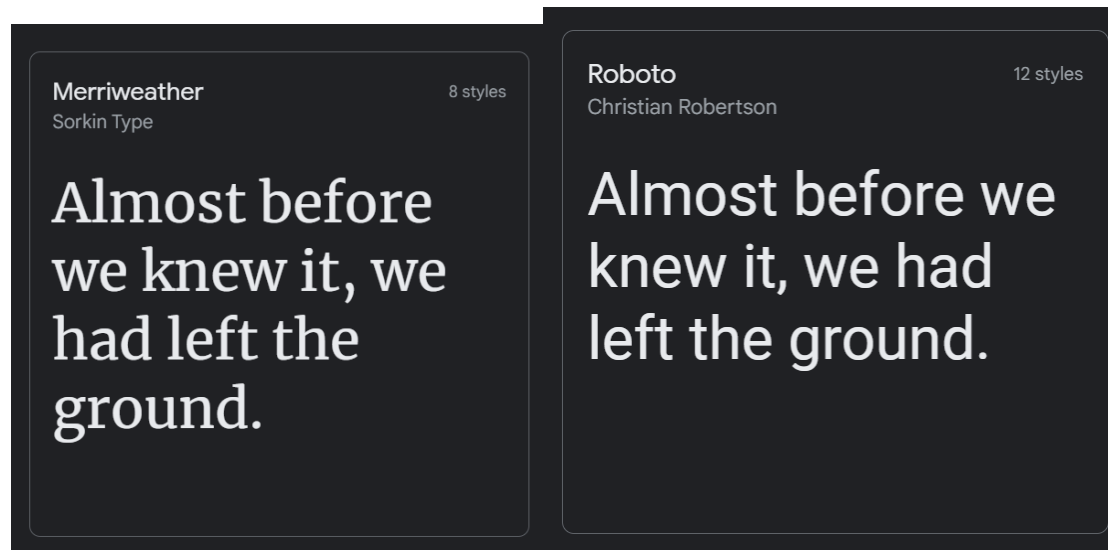 Merriweather
8 styles
Sorkin Type
Almost before
we knew it, we
had left the
ground.
Roboto
12 styles
Christian Robertson
Almost before we
knew it, we had
left the ground.